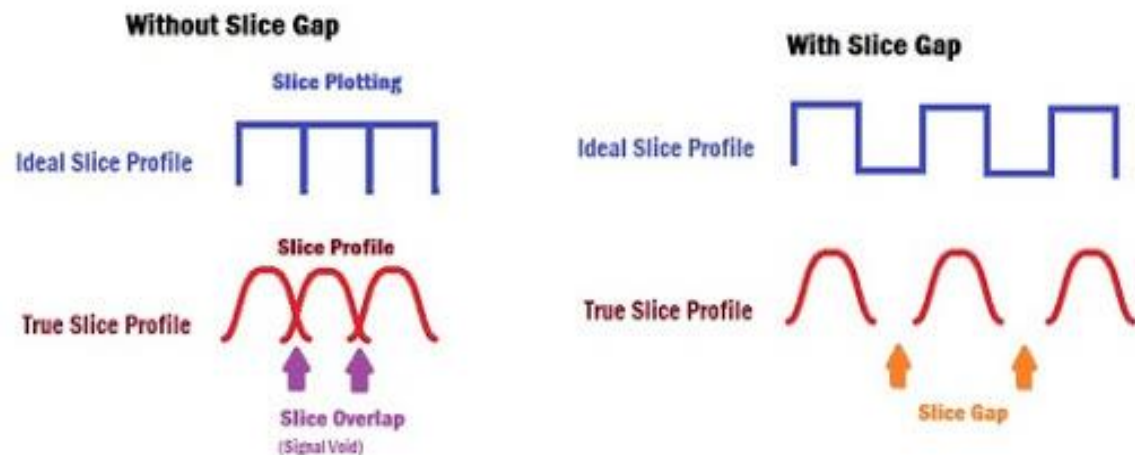 Without Slice Gap
Slice Plotting
Ideal Slice Profile
Slice Profile
True Slice Profile
Slice Overlap
(Signal Void)
With Slice Gap
Ideal Slice Profile
True Slice Profile
Slice Gap